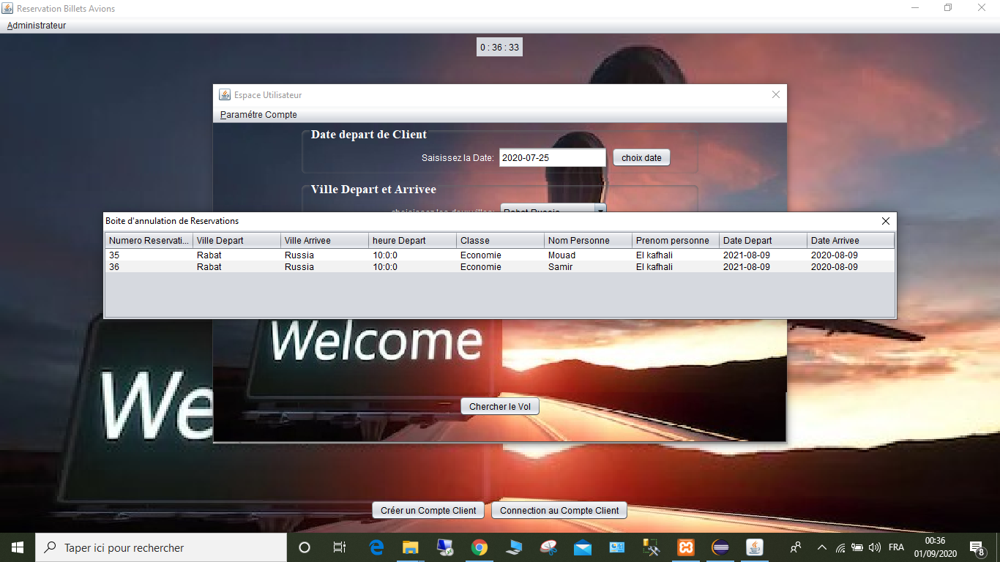 Reservation Billets Avions
Administrateur
0 : 36 : 33
Espace Utilisateur
Paramétre Compte
Date depart de Client
Saisissez la Date: 2020-07-25 choix date
Ville Depart et Arrivee
Boite d'annulation de Reservations
Numero Reservati... Ville Depart Ville Arrivee heure Depart Classe Nom Personne Prenom personne Date Depart Date Arrivee
35 Rabat Russia 10:0:0 Economie Mouad El kafhali 2021-08-09 2020-08-09
36 Rabat Russia 10:0:0 Economie Samir El kafhali 2021-08-09 2020-08-09
Welcome
We
Chercher le Vol
Créer un Compte Client Connection au Compte Client
Taper ici pour rechercher
FRA
00:36
01/09/2020
8